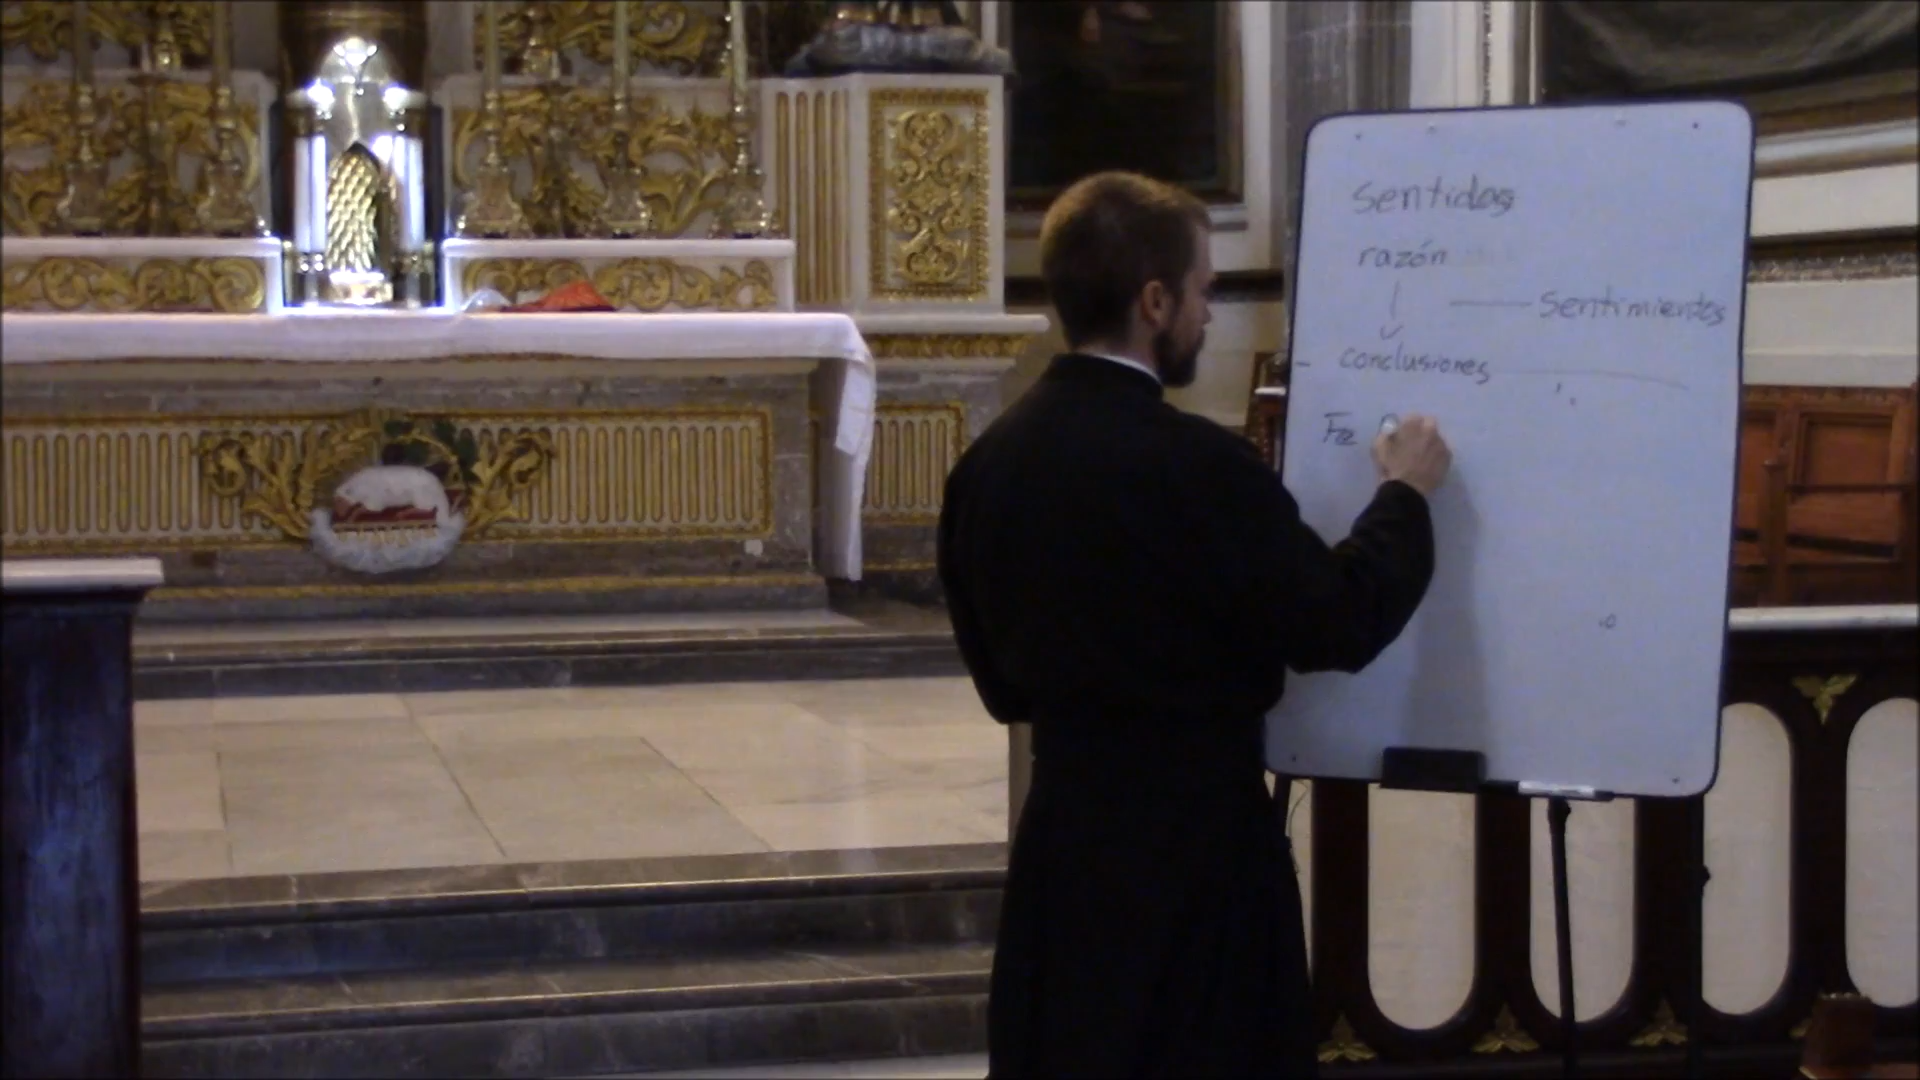 sentidos
razón
sentimientos
conclusiones
Fe